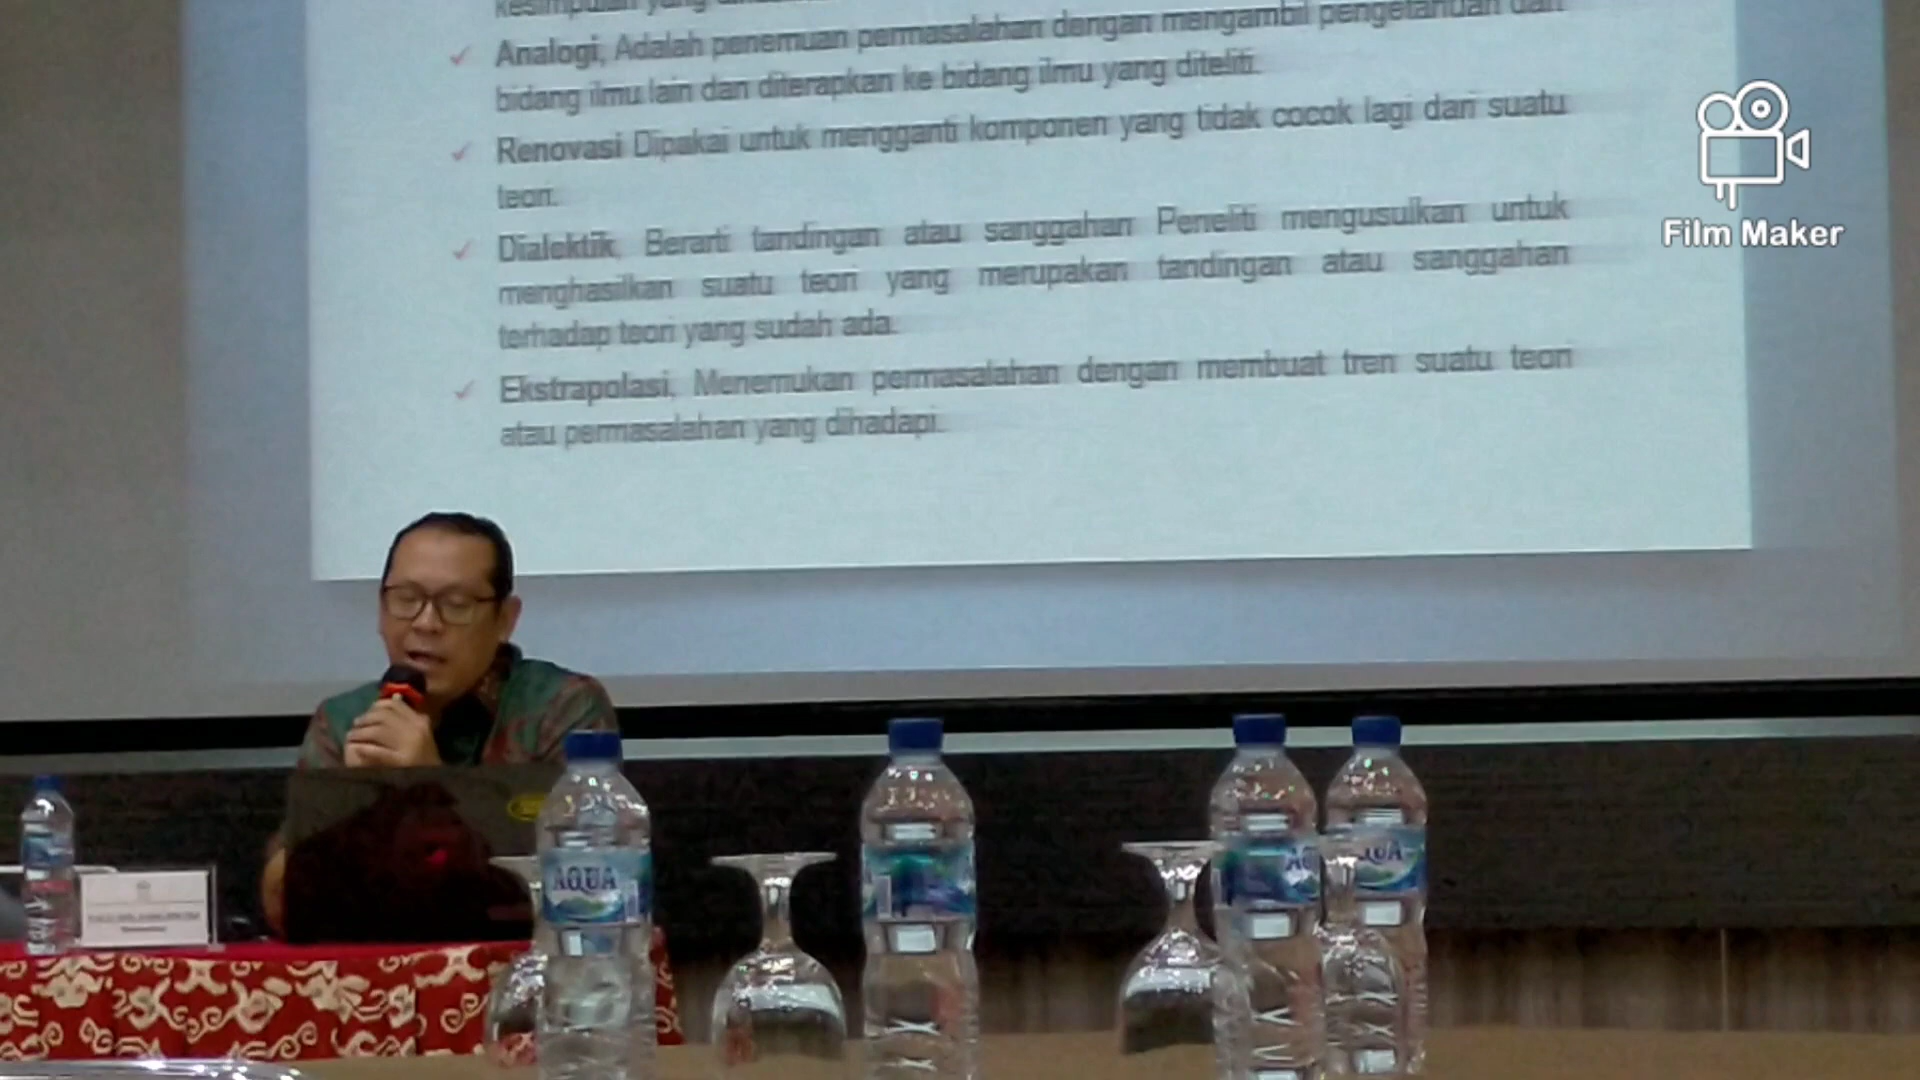 kesimpulan yang
Analogi, Adalah penemuan permasalahan dengan mengambil pengetahuan dari
bidang ilmu lain dan diterapkan ke bidang ilmu yang diteliti.
Renovasi Dipakai untuk mengganti komponen yang tidak cocok lagi dari suatu
teori.
Dialektik, Berarti tandingan atau sanggahan Peneliti mengusulkan untuk
menghasilkan suatu teori yang merupakan tandingan atau sanggahan
terhadap teori yang sudah ada.
Ekstrapolasi, Menemukan permasalahan dengan membuat tren suatu teori
atau permasalahan yang dihadapi.
Film Maker
AQUA